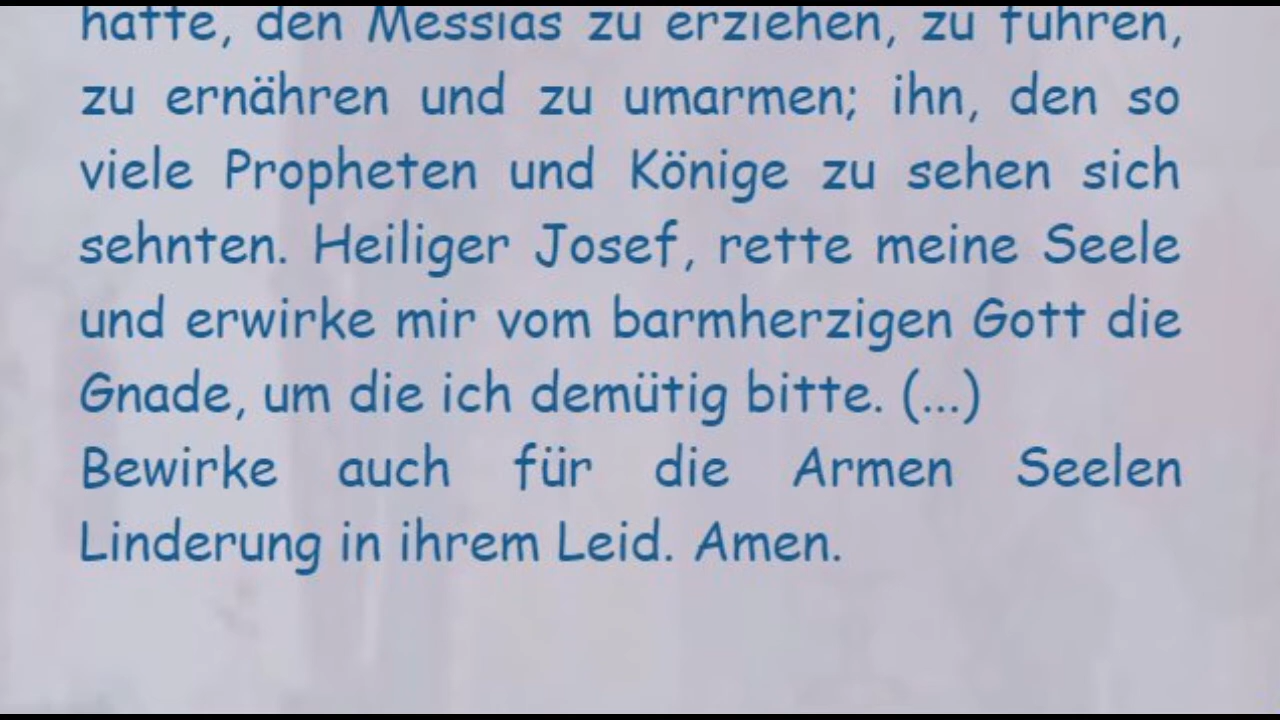 hatte, den Messias zu erziehen, zu führen,
zu ernähren und zu umarmen; ihn, den so
viele Propheten und Könige zu sehen sich
sehnten. Heiliger Josef, rette meine Seele
und erwirke mir vom barmherzigen Gott die
Gnade, um die ich demütig bitte. (...)
Bewirke auch für die Armen Seelen
Linderung in ihrem Leid. Amen.